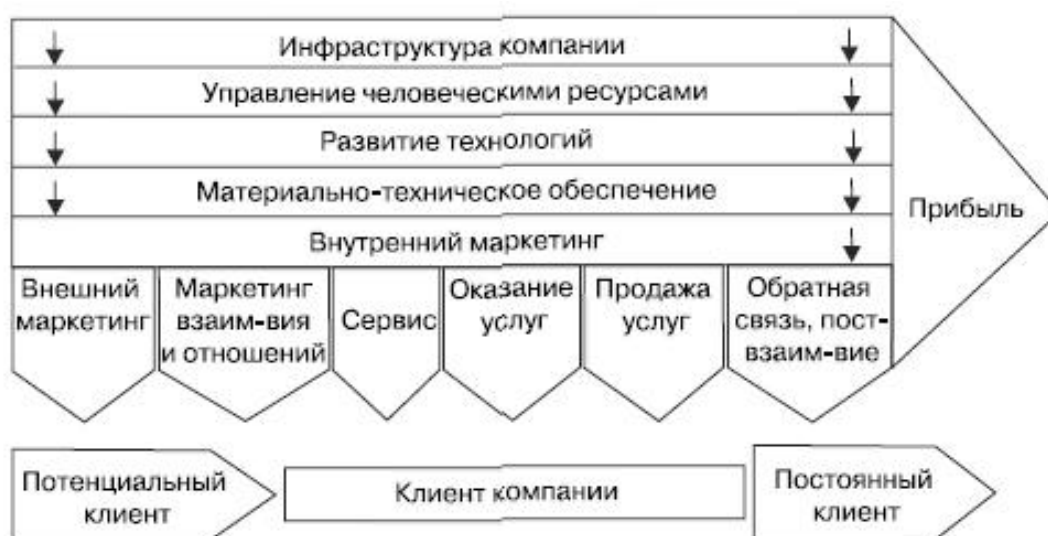 Инфраструктура компании
Управление человеческими ресурсами
Развитие технологий
Материально-техническое обеспечение
Внутренний маркетинг
Прибыль
Внешний
маркетинг
Маркетинг
взаим-вия
и отношений
Сервис
Оказание
услуг
Продажа
услуг
Обратная
связь, пост-
взаим-вие
Потенциальный
клиент
Клиент компании
Постоянный
клиент